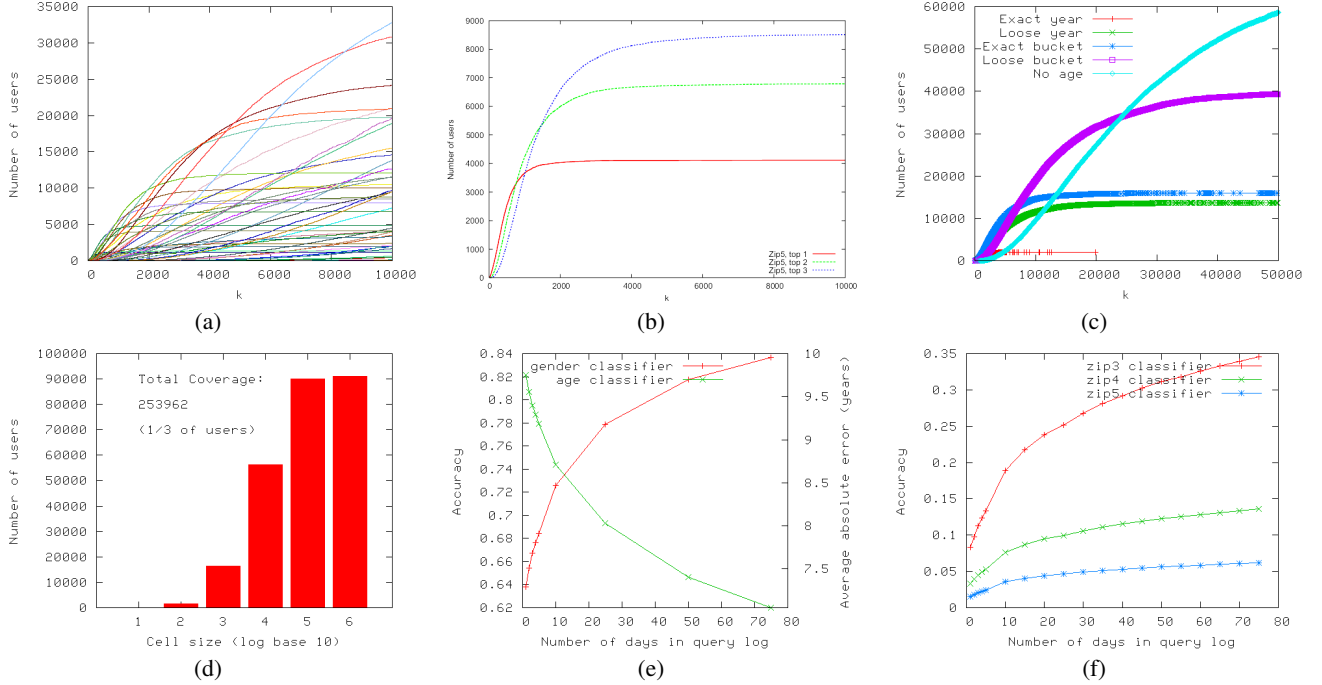 35000
30000
25000
20000
15000
10000
5000
0
Number of users
0 2000 4000 6000 8000 10000
k
(a)
9000
8000
7000
6000
5000
4000
3000
2000
1000
0
Number of users
Zip5, top 1
Zip5, top 2
Zip5, top 3
0 2000 4000 6000 8000 10000
k
(b)
60000
50000
40000
30000
20000
10000
0
Number of users
Exact year
Loose year
Exact bucket
Loose bucket
No age
0 10000 20000 30000 40000 50000
k
(c)
100000
90000
80000
70000
60000
50000
40000
30000
20000
10000
0
Number of users
Total Coverage:
253962
(1/3 of users)
1 2 3 4 5 6
Cell size (log base 10)
(d)
0.84
0.82
0.8
0.78
0.76
0.74
0.72
0.7
0.68
0.66
0.64
0.62
Accuracy
gender classifier
age classifier
10
9.5
9
8.5
8
7.5
Average absolute error (years)
0 10 20 30 40 50 60 70 80
Number of days in query log
(e)
0.35
0.3
0.25
0.2
0.15
0.1
0.05
0
Accuracy
zip3 classifier
zip4 classifier
zip5 classifier
0 10 20 30 40 50 60 70 80
Number of days in query log
(f)